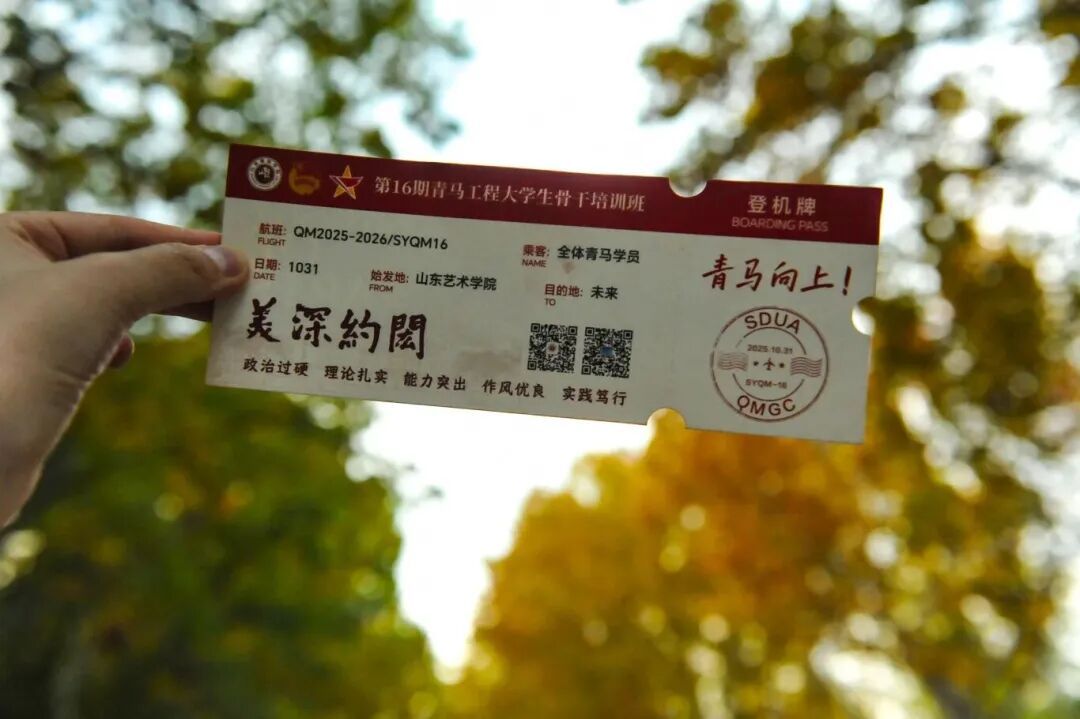 第16期青马工程大学生骨干培训班
登机牌
BOARDING PASS
航班: QM2025-2026/SYQM16
FLIGHT
乘客: 全体青马学员
NAME
日期: 1031
DATE
始发地: 山东艺术学院
FROM
目的地: 未来
TO
美深约闳
政治过硬 理论扎实 能力突出 作风优良 实践笃行
青马向上!
SDUA
2025.10.31
SYQM-16
QMGC